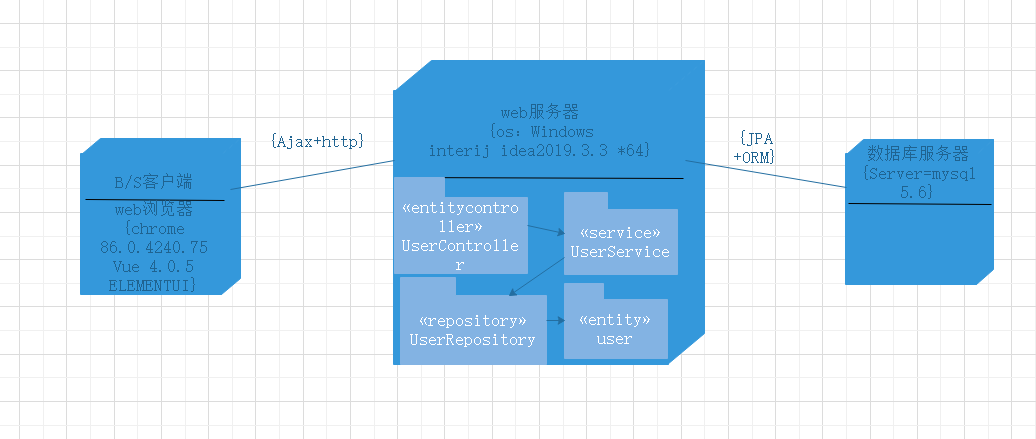 B/S客户端
web浏览器
{chrome
86.0.4240.75
Vue 4.0.5
ELEMENTUI}
{Ajax+http}
web服务器
{os：Windows
interij idea2019.3.3 *64}
«entitycontro
ller»
UserControlle
r
«service»
UserService
«repository»
UserRepository
«entity»
user
{JPA
+ORM}
数据库服务器
{Server=mysql
5.6}